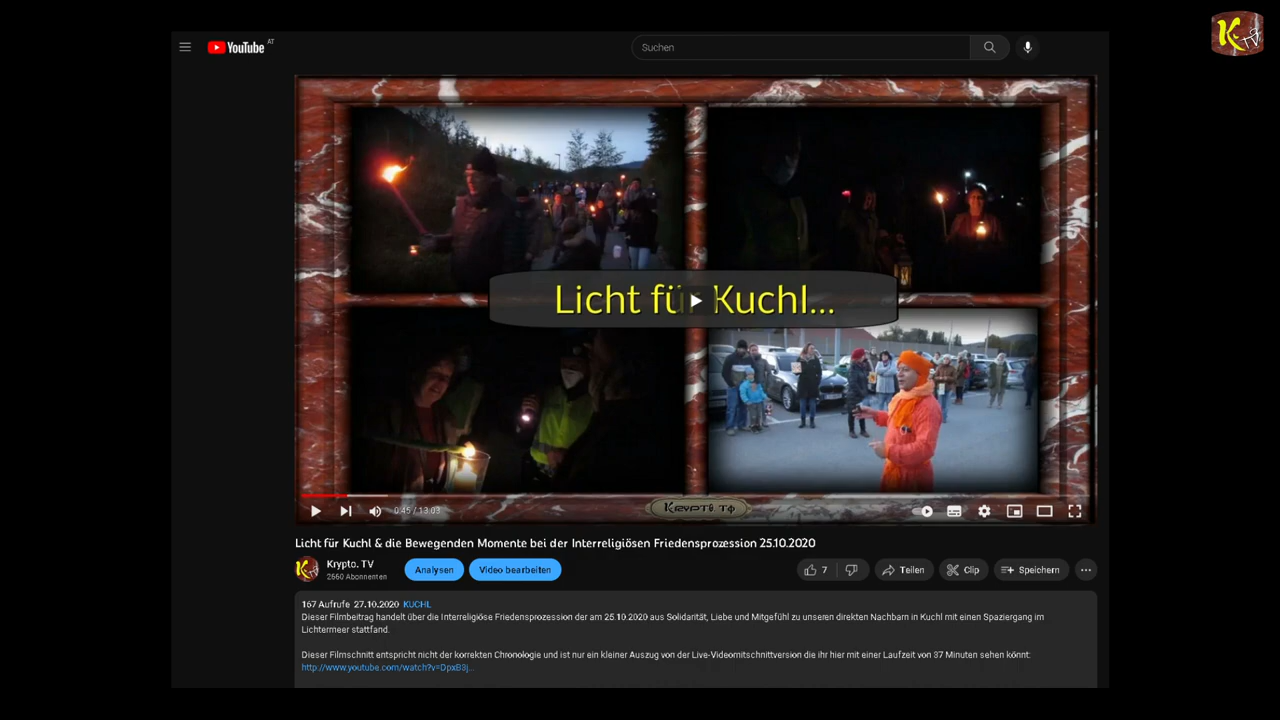 YouTube AT
Suchen
K TV
Licht für Kuchl...
0:45 / 13:03
Krypto. TV
Licht für Kuchl & die Bewegenden Momente bei der Interreligiösen Friedensprozession 25.10.2020
Krypto. TV
2660 Abonnenten
Analysen
Video bearbeiten
7
Teilen
Clip
Speichern
167 Aufrufe 27.10.2020 KUCHL
Dieser Filmbeitrag handelt über die Interreligiöse Friedensprozession der am 25.10.2020 aus Solidarität, Liebe und Mitgefühl zu unseren direkten Nachbarn in Kuchl mit einen Spaziergang im
Lichtermeer stattfand.
Dieser Filmschnitt entspricht nicht der korrekten Chronologie und ist nur ein kleiner Auszug von der Live-Videomitschnittversion die ihr hier mit einer Laufzeit von 37 Minuten sehen könnt:
http://www.youtube.com/watch?v=DpxB3j...